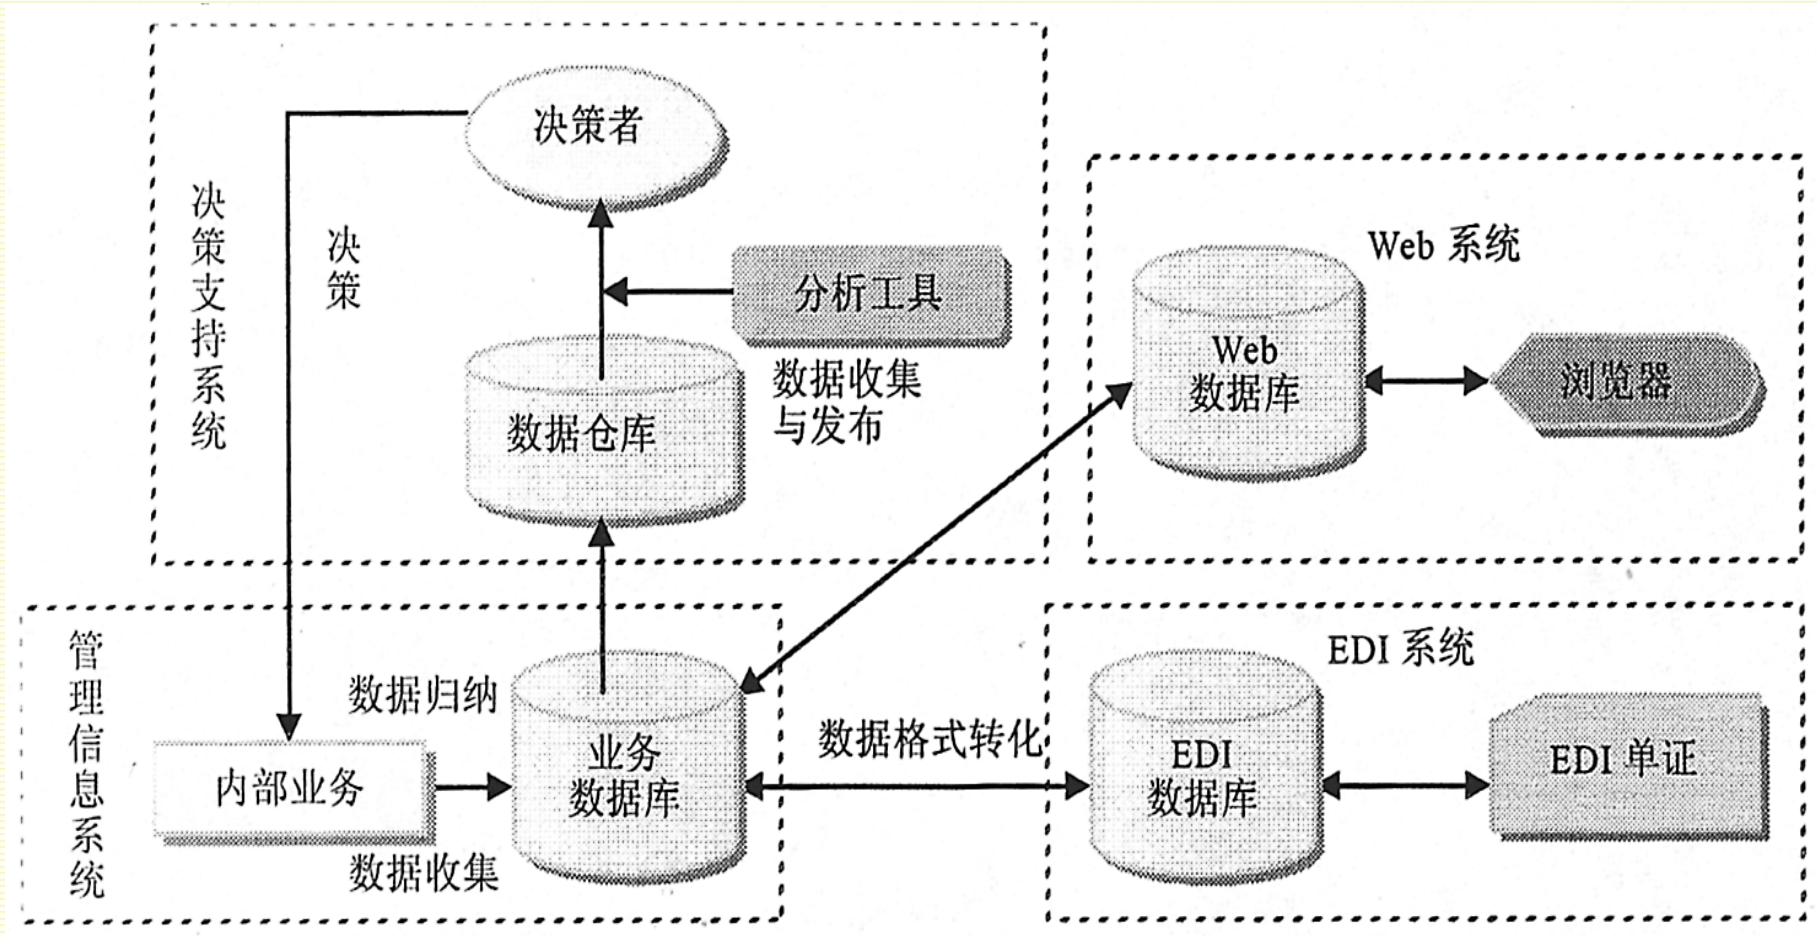 决策者
决策支持系统
决策
分析工具
数据收集
与发布
数据仓库
Web 系统
Web
数据库
浏览器
管理信息系统
数据归纳
内部业务
数据收集
业务
数据库
数据格式转化
EDI 系统
EDI
数据库
EDI 单证